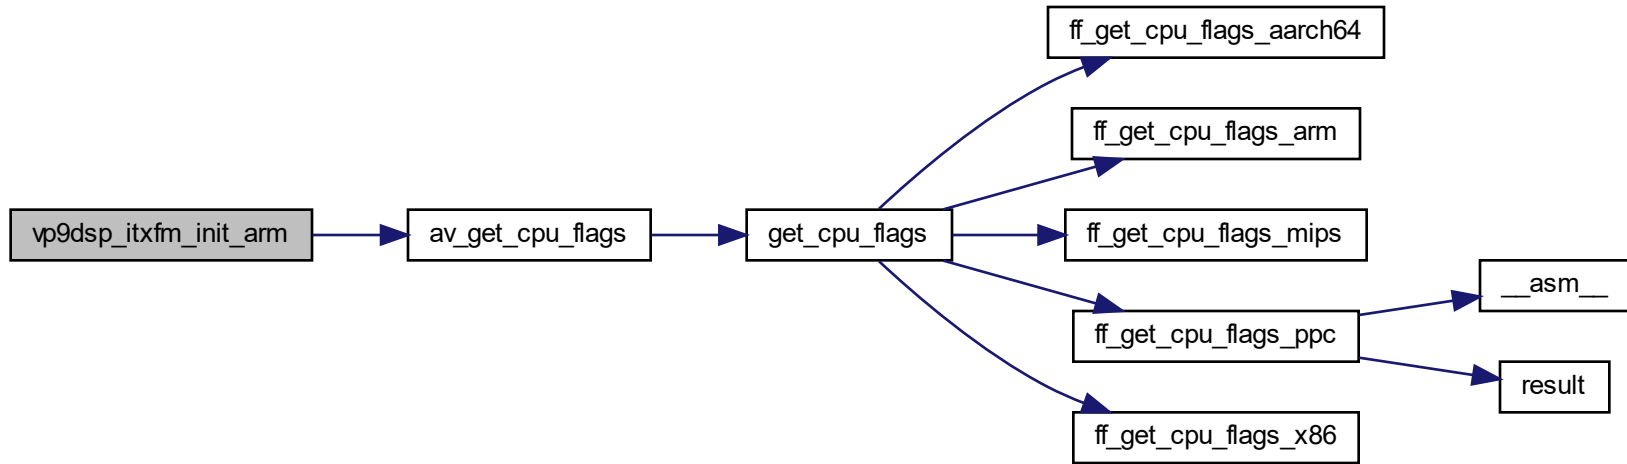 vp9dsp_itxfm_init_arm
av_get_cpu_flags
get_cpu_flags
ff_get_cpu_flags_aarch64
ff_get_cpu_flags_arm
ff_get_cpu_flags_mips
ff_get_cpu_flags_ppc
ff_get_cpu_flags_x86
__asm__
result